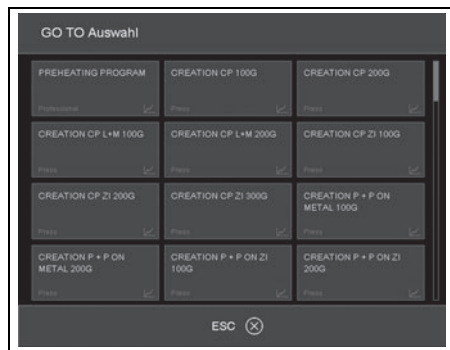 GO TO Auswahl
PREHEATING PROGRAM
Professional
CREATION CP 100G
Press
CREATION CP 200G
Press
CREATION CP L+M 100G
Press
CREATION CP L+M 200G
Press
CREATION CP ZI 100G
Press
CREATION CP ZI 200G
Press
CREATION CP ZI 300G
Press
CREATION P + P ON
METAL 100G
Press
CREATION P + P ON
METAL 200G
Press
CREATION P + P ON ZI
100G
Press
CREATION P + P ON ZI
200G
Press
ESC